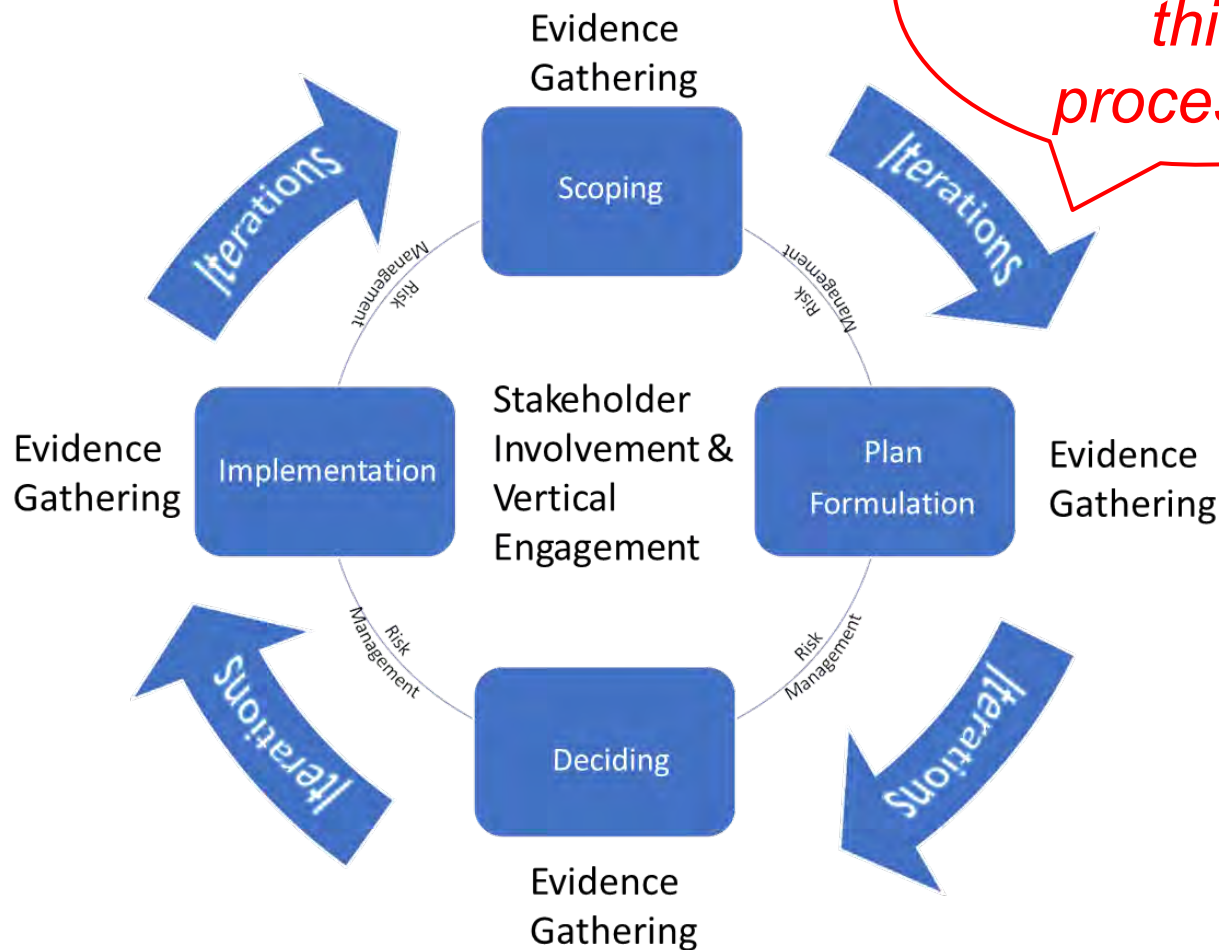 thi
proces
Evidence
Gathering
Scoping
Iterations
Iterations
Risk
Management
Risk
Management
Evidence
Gathering
Implementation
Stakeholder
Involvement &
Vertical
Engagement
Plan
Formulation
Evidence
Gathering
Risk
Management
Risk
Management
Iterations
Iterations
Deciding
Evidence
Gathering